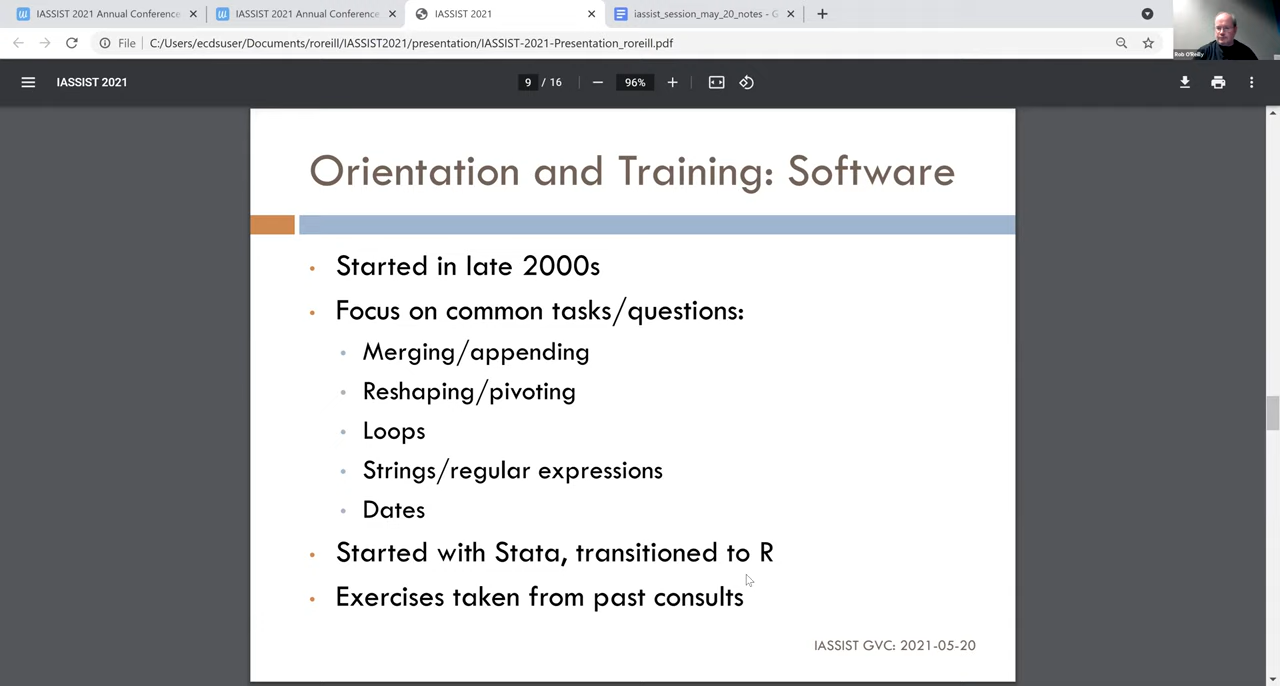 IASSIST 2021 Annual Conference
IASSIST 2021 Annual Conference
IASSIST 2021
iassist_session_may_20_notes - G
File C:/Users/ecdsuser/Documents/roreill/IASSIST2021/presentation/IASSIST-2021-Presentation_roreill.pdf
Rob O'Reilly
IASSIST 2021
9 / 16
96%
Orientation and Training: Software
• Started in late 2000s
• Focus on common tasks/questions:
• Merging/appending
• Reshaping/pivoting
• Loops
• Strings/regular expressions
• Dates
• Started with Stata, transitioned to R
• Exercises taken from past consults
IASSIST GVC: 2021-05-20